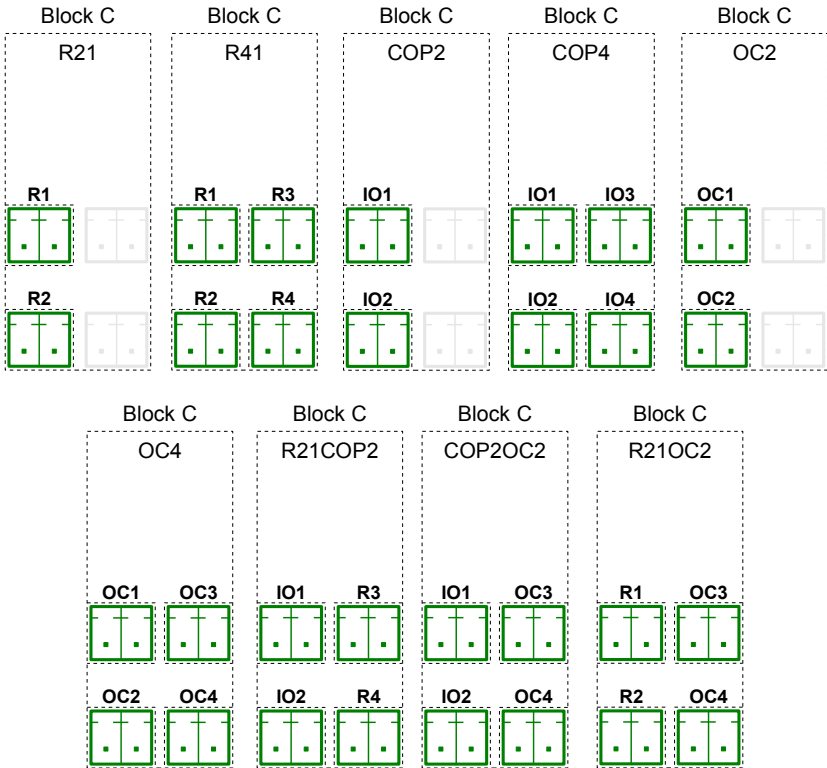 Block C Block C Block C Block C Block C
R21 R41 COP2 COP4 OC2
R1 R1 R3 IO1 IO1 IO3 OC1
R2 R2 R4 IO2 IO2 IO4 OC2
Block C Block C Block C Block C
OC4 R21COP2 COP2OC2 R21OC2
OC1 OC3 IO1 R3 IO1 OC3 R1 OC3
OC2 OC4 IO2 R4 IO2 OC4 R2 OC4